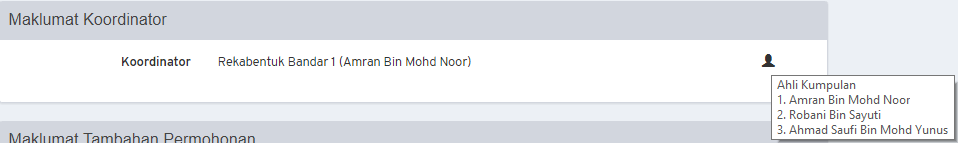 Maklumat Koordinator
Koordinator Rekabentuk Bandar 1 (Amran Bin Mohd Noor)
Ahli Kumpulan
1. Amran Bin Mohd Noor
2. Robani Bin Sayuti
3. Ahmad Saufi Bin Mohd Yunus
Maklumat Tambahan Permohonan